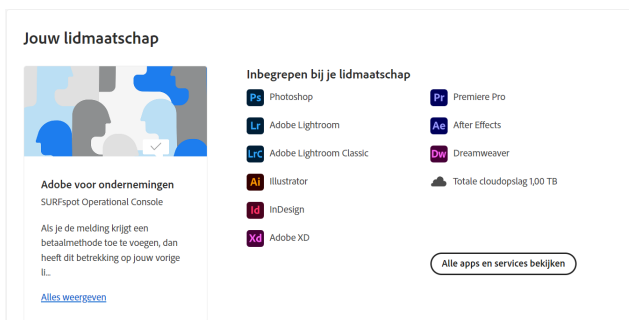 Jouw lidmaatschap
Adobe voor ondernemingen
SURFspot Operational Console
Als je de melding krijgt een
betaalmethode toe te voegen, dan
heeft dit betrekking op jouw vorige
li...
Alles weergeven
Inbegrepen bij je lidmaatschap
Ps Photoshop
Lr Adobe Lightroom
LrC Adobe Lightroom Classic
Ai Illustrator
Id InDesign
Xd Adobe XD
Pr Premiere Pro
Ae After Effects
Dw Dreamweaver
Totale cloudopslag 1,00 TB
Alle apps en services bekijken